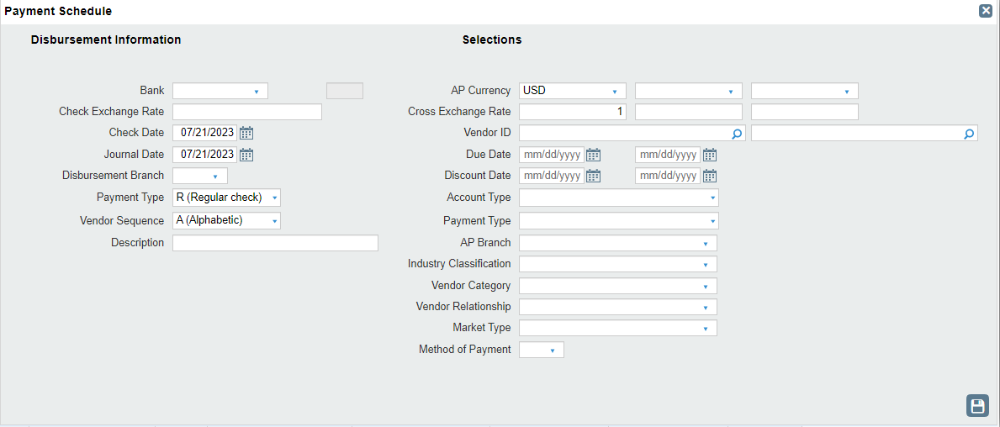 Payment Schedule
Disbursement Information
Selections
Bank
Check Exchange Rate
Check Date 07/21/2023
Journal Date 07/21/2023
Disbursement Branch
Payment Type R (Regular check)
Vendor Sequence A (Alphabetic)
Description
AP Currency USD
Cross Exchange Rate 1
Vendor ID
Due Date mm/dd/yyyy mm/dd/yyyy
Discount Date mm/dd/yyyy mm/dd/yyyy
Account Type
Payment Type
AP Branch
Industry Classification
Vendor Category
Vendor Relationship
Market Type
Method of Payment